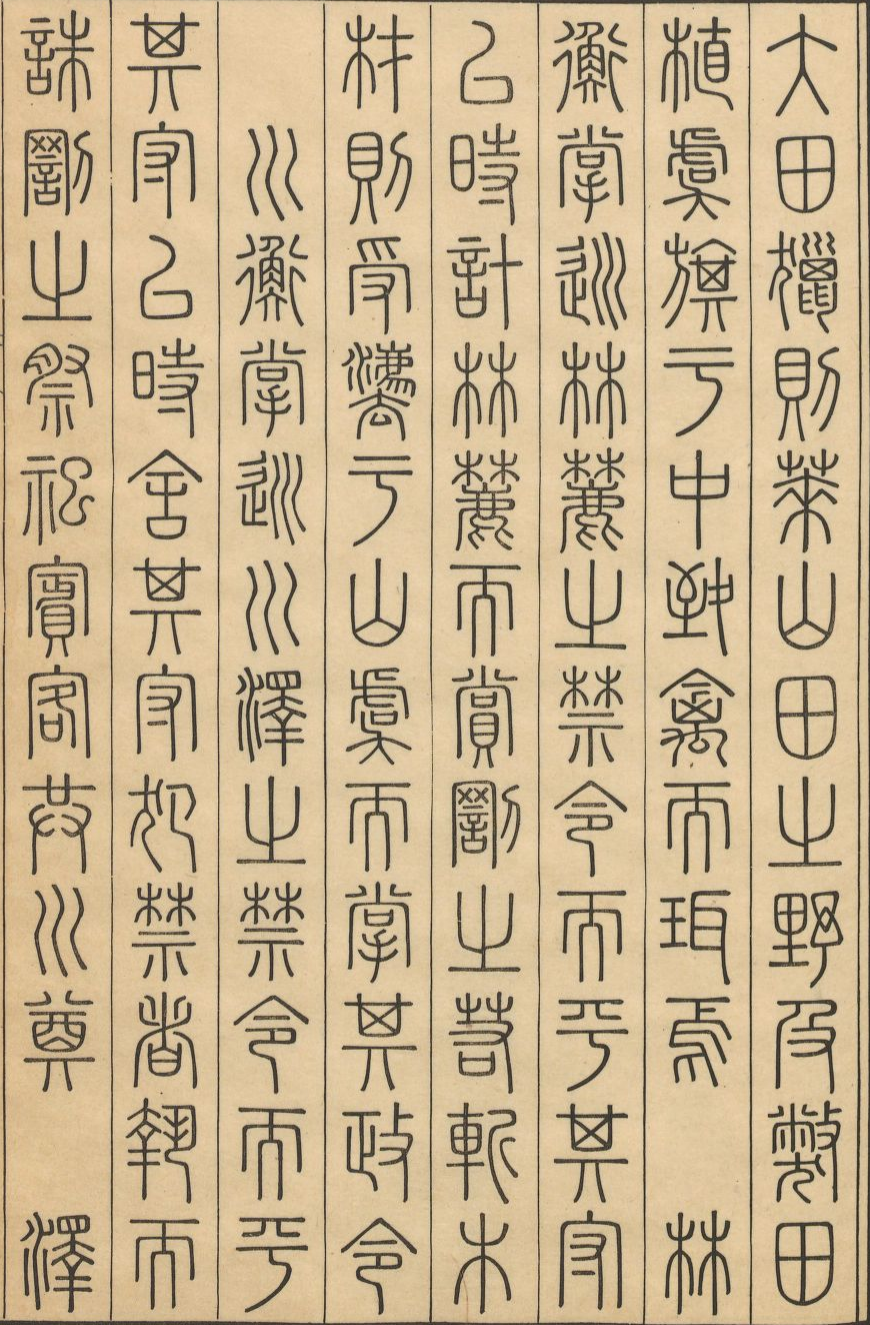 大田獵則萊山田之野及弊田
植虞旗于中致禽而珥焉　林
衡掌巡林麓之禁令而平其守
以時計林麓而賞罰之若斬木
材則受灋于山虞而掌其政令
川衡掌巡川澤之禁令而平
其守以時舍其守犯禁者執而
誅罰之祭祀賓客共川奠　澤